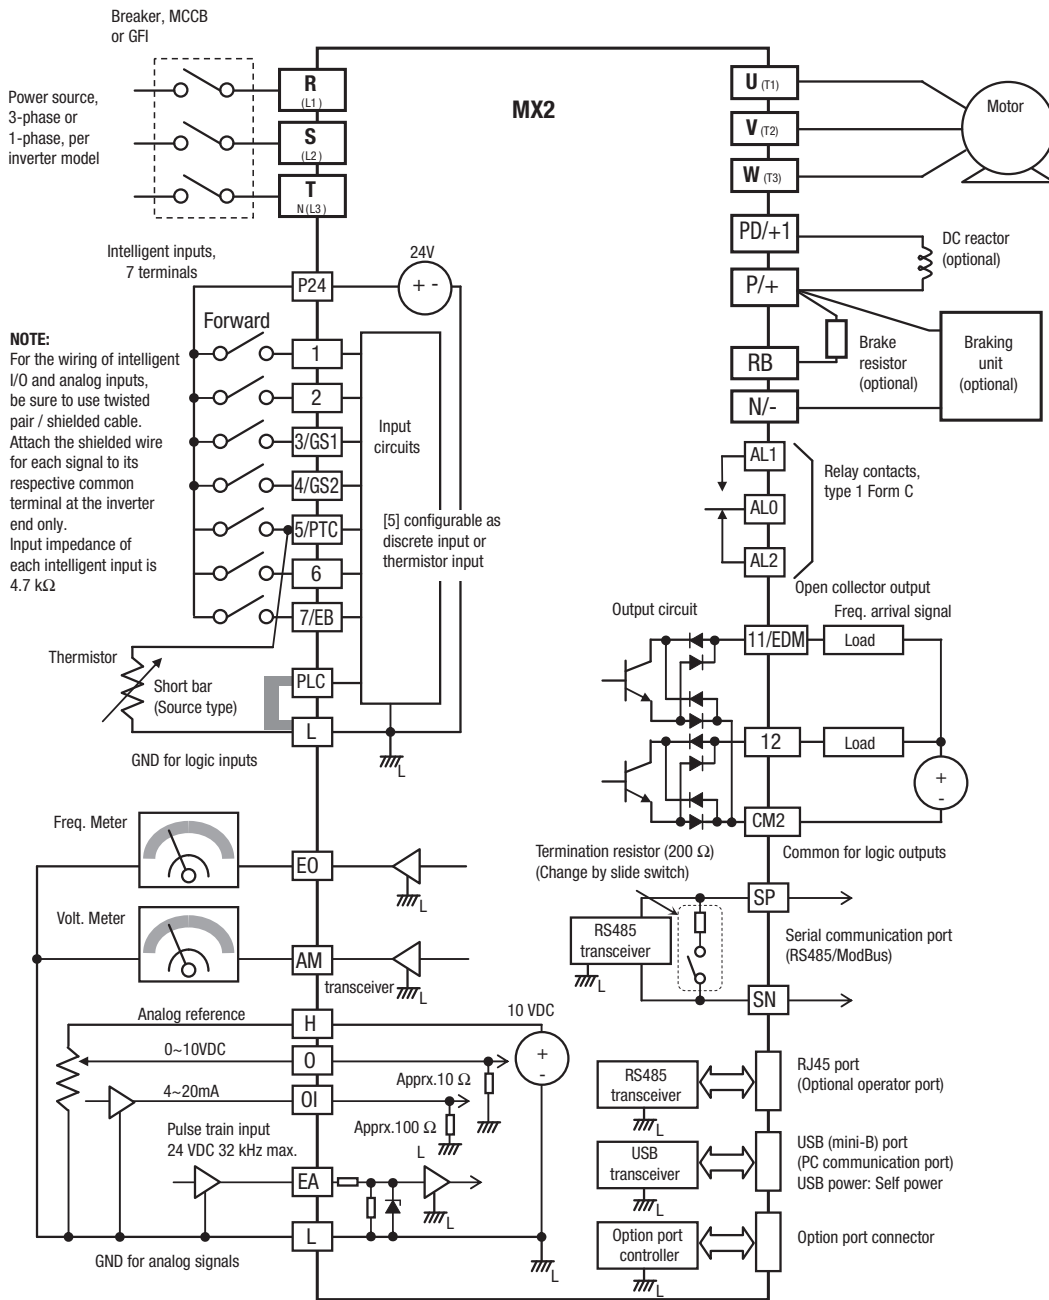 Breaker, MCCB
or GFI
Power source,
3-phase or
1-phase, per
inverter model
R
(L1)
S
(L2)
T
N(L3)
MX2
U (T1)
V (T2)
W (T3)
Motor
PD/+1
P/+
DC reactor
(optional)
RB
Brake
resistor
(optional)
Braking
unit
(optional)
N/-
Intelligent inputs,
7 terminals
24V
P24
+ -
Forward
NOTE:
For the wiring of intelligent
I/O and analog inputs,
be sure to use twisted
pair / shielded cable.
Attach the shielded wire
for each signal to its
respective common
terminal at the inverter
end only.
Input impedance of
each intelligent input is
4.7 kΩ
1
2
3/GS1
4/GS2
5/PTC
6
7/EB
PLC
L
Input
circuits
[5] configurable as
discrete input or
thermistor input
Thermistor
Short bar
(Source type)
GND for logic inputs
L
AL1
AL0
AL2
Relay contacts,
type 1 Form C
Open collector output
Output circuit
Freq. arrival signal
11/EDM
Load
12
Load
+
-
CM2
Common for logic outputs
Freq. Meter
EO
L
Volt. Meter
AM
transceiver
L
Termination resistor (200 Ω)
(Change by slide switch)
SP
RS485
transceiver
L
Serial communication port
(RS485/ModBus)
SN
Analog reference
H
10 VDC
0~10VDC
O
+
-
Apprx.10 Ω
4~20mA
OI
Apprx.100 Ω
Pulse train input
24 VDC 32 kHz max.
L
EA
L
L
GND for analog signals
L
RS485
transceiver
L
RJ45 port
(Optional operator port)
USB
transceiver
L
USB (mini-B) port
(PC communication port)
USB power: Self power
Option port
controller
L
Option port connector